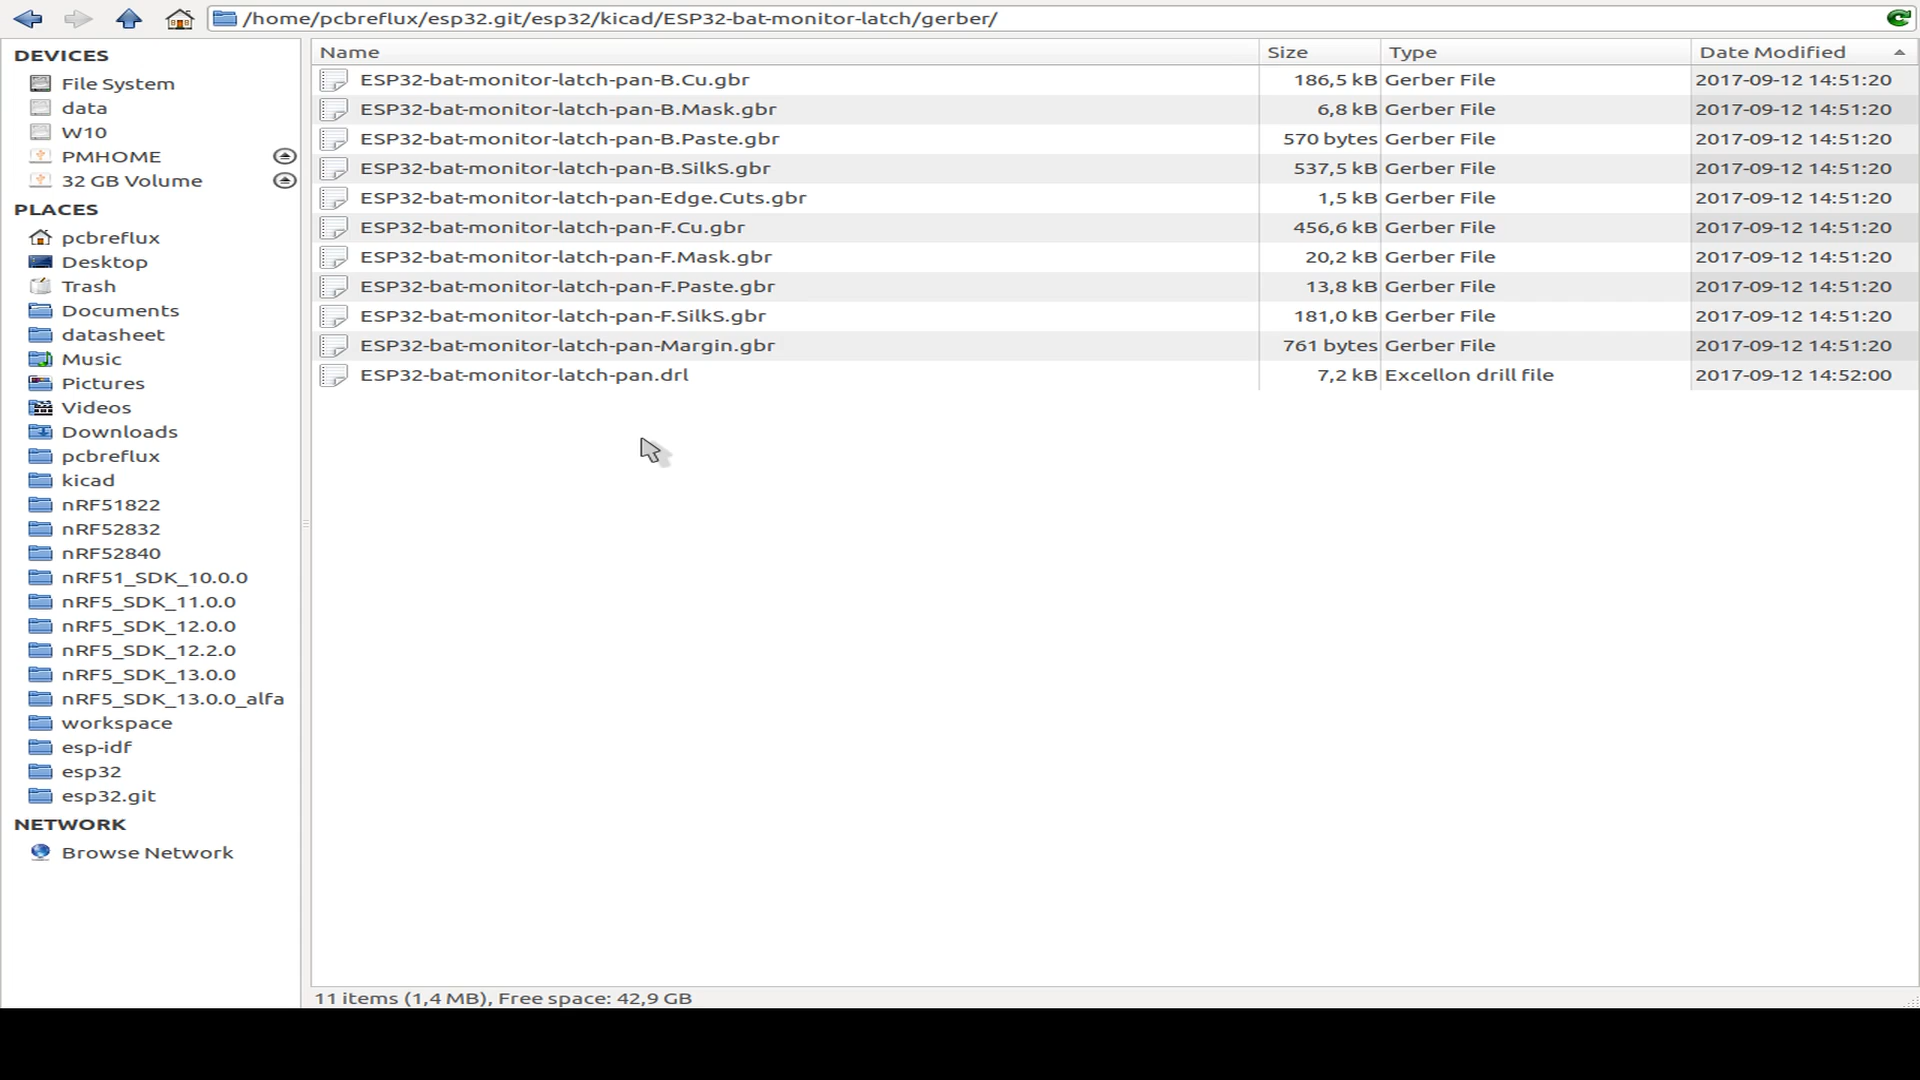 /home/pcbreflux/esp32.git/esp32/kicad/ESP32-bat-monitor-latch/gerber/
DEVICES
File System
data
W10
PMHOME
32 GB Volume
PLACES
pcbreflux
Desktop
Trash
Documents
datasheet
Music
Pictures
Videos
Downloads
pcbreflux
kicad
nRF51822
nRF52832
nRF52840
nRF51_SDK_10.0.0
nRF5_SDK_11.0.0
nRF5_SDK_12.0.0
nRF5_SDK_12.2.0
nRF5_SDK_13.0.0
nRF5_SDK_13.0.0_alfa
workspace
esp-idf
esp32
esp32.git
NETWORK
Browse Network
Name Size Type Date Modified
ESP32-bat-monitor-latch-pan-B.Cu.gbr 186,5 kB Gerber File 2017-09-12 14:51:20
ESP32-bat-monitor-latch-pan-B.Mask.gbr 6,8 kB Gerber File 2017-09-12 14:51:20
ESP32-bat-monitor-latch-pan-B.Paste.gbr 570 bytes Gerber File 2017-09-12 14:51:20
ESP32-bat-monitor-latch-pan-B.SilkS.gbr 537,5 kB Gerber File 2017-09-12 14:51:20
ESP32-bat-monitor-latch-pan-Edge.Cuts.gbr 1,5 kB Gerber File 2017-09-12 14:51:20
ESP32-bat-monitor-latch-pan-F.Cu.gbr 456,6 kB Gerber File 2017-09-12 14:51:20
ESP32-bat-monitor-latch-pan-F.Mask.gbr 20,2 kB Gerber File 2017-09-12 14:51:20
ESP32-bat-monitor-latch-pan-F.Paste.gbr 13,8 kB Gerber File 2017-09-12 14:51:20
ESP32-bat-monitor-latch-pan-F.SilkS.gbr 181,0 kB Gerber File 2017-09-12 14:51:20
ESP32-bat-monitor-latch-pan-Margin.gbr 761 bytes Gerber File 2017-09-12 14:51:20
ESP32-bat-monitor-latch-pan.drl 7,2 kB Excellon drill file 2017-09-12 14:52:00
11 items (1,4 MB), Free space: 42,9 GB